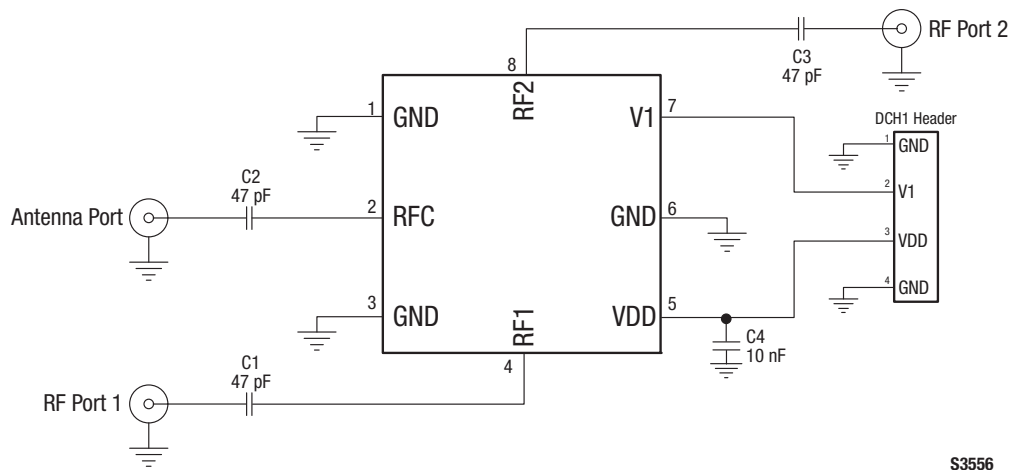 RF Port 2
C3
47 pF
8
RF2
1
GND
V1
7
DCH1 Header
1
GND
C2
47 pF
2
V1
Antenna Port
2
RFC
GND
6
3
VDD
3
GND
VDD
5
4
GND
RF1
C4
10 nF
4
C1
47 pF
RF Port 1
S3556